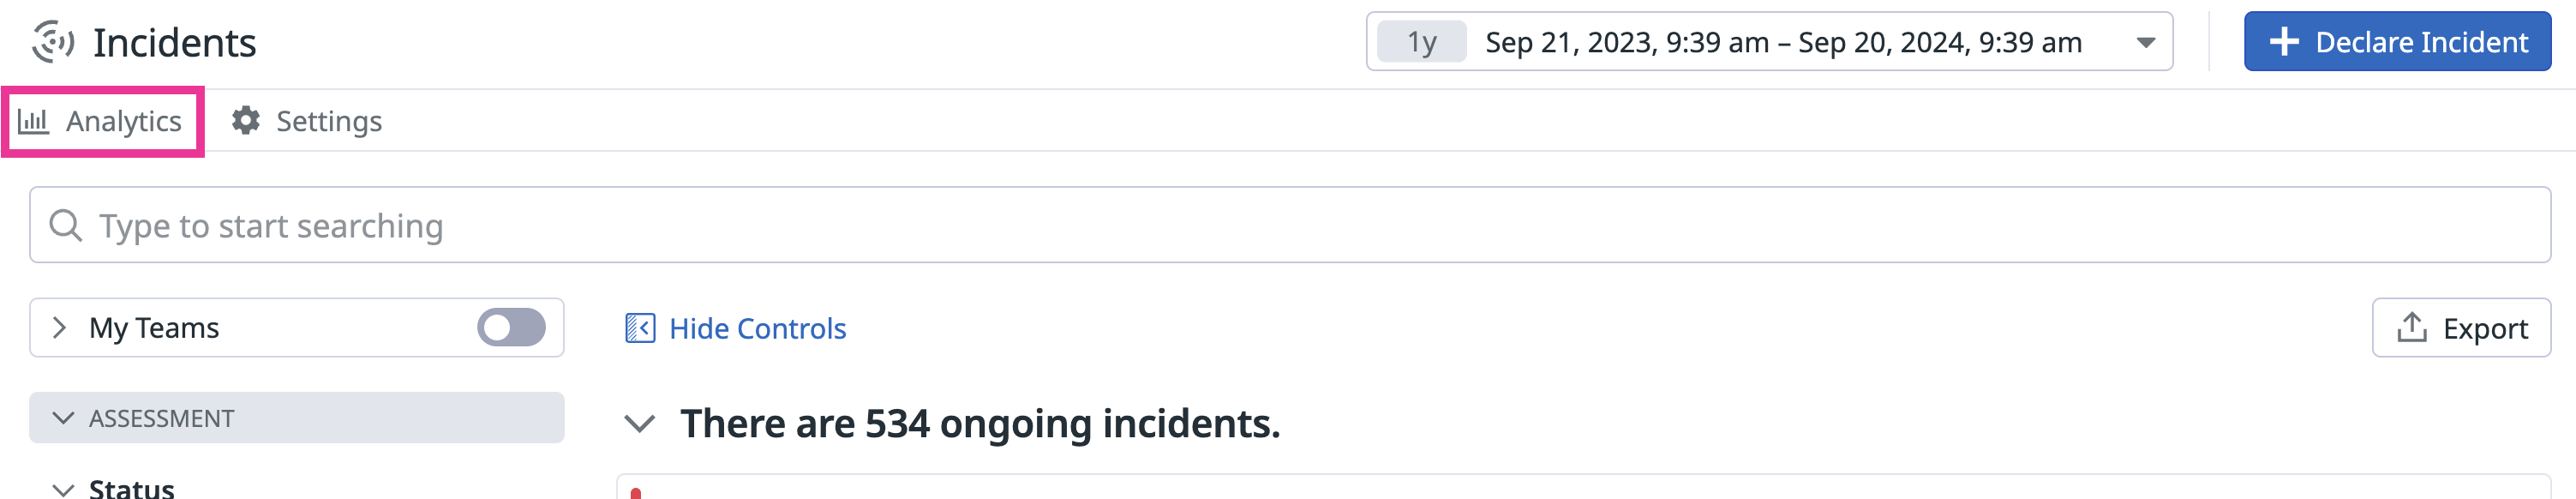 Incidents
1y Sep 21, 2023, 9:39 am – Sep 20, 2024, 9:39 am
Declare Incident
Analytics
Settings
Type to start searching
My Teams
Hide Controls
Export
ASSESSMENT
There are 534 ongoing incidents.
Status